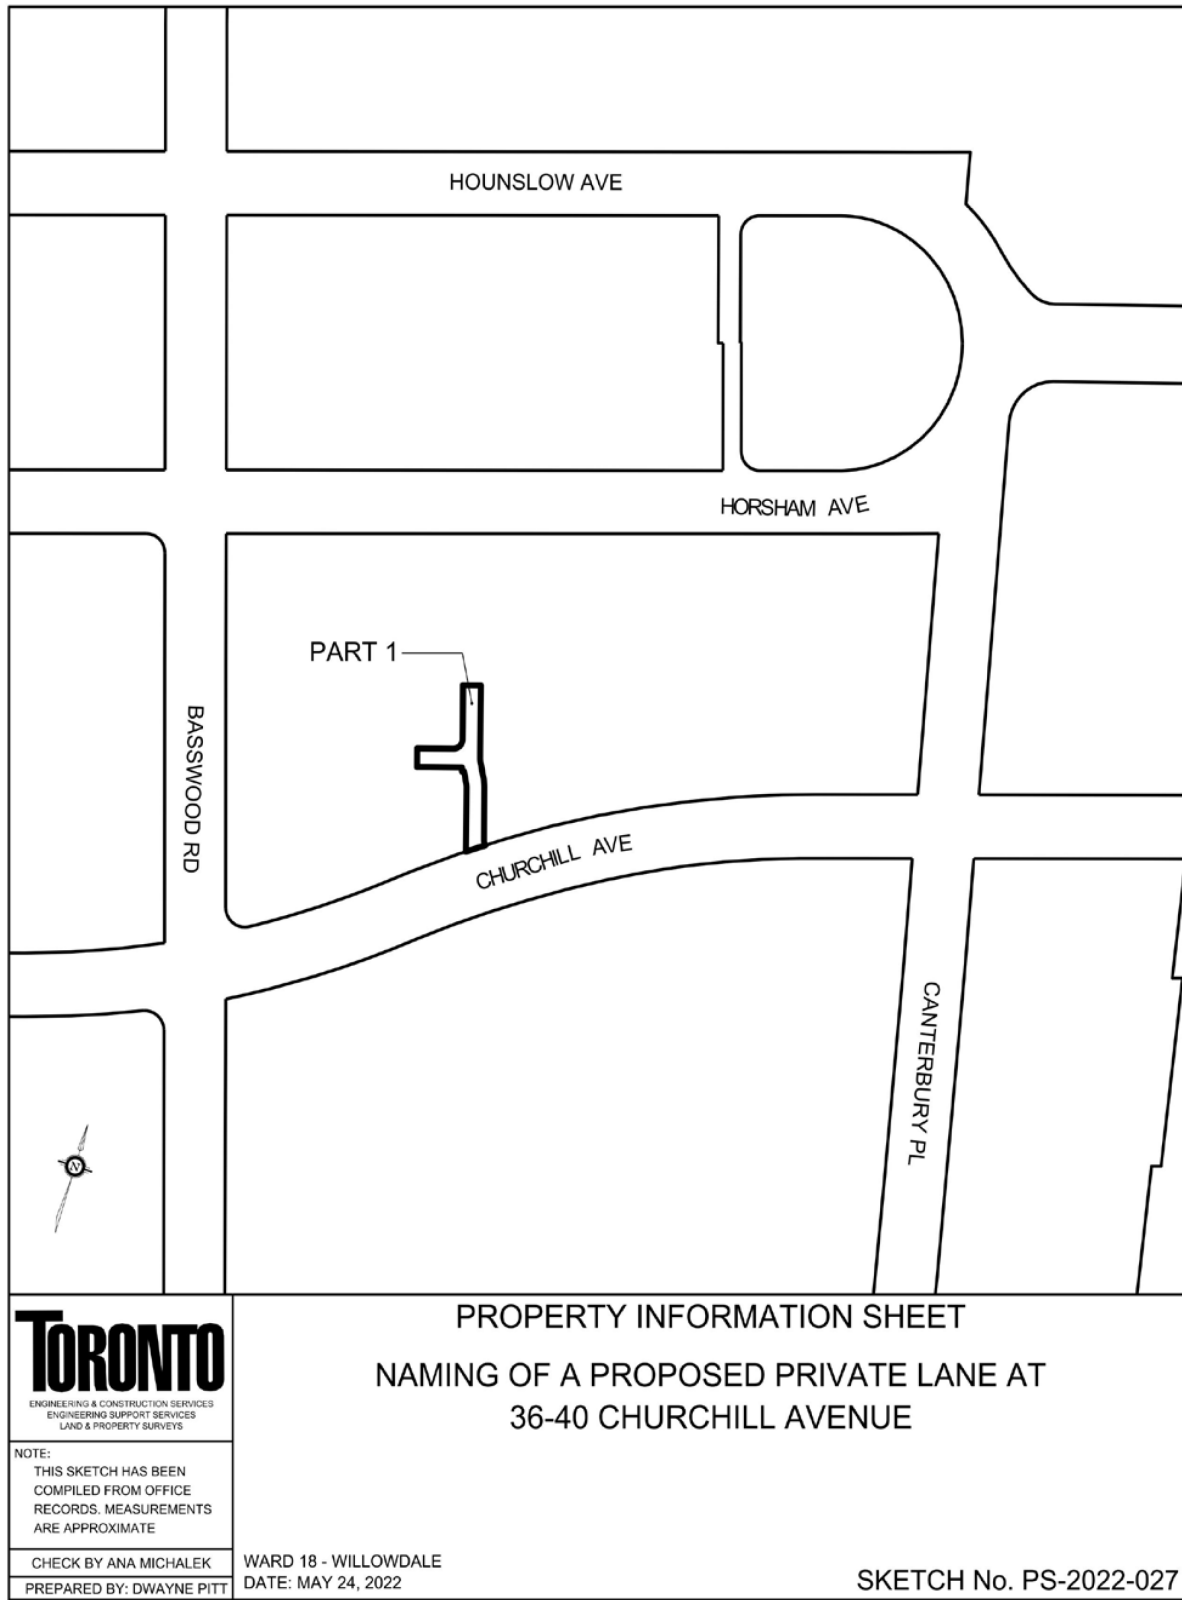 HOUNSLOW AVE
HORSHAM AVE
PART 1
BASSWOOD RD
CHURCHILL AVE
CANTERBURY PL
N
TORONTO
ENGINEERING & CONSTRUCTION SERVICES
ENGINEERING SUPPORT SERVICES
LAND & PROPERTY SURVEYS
NOTE:
THIS SKETCH HAS BEEN
COMPILED FROM OFFICE
RECORDS. MEASUREMENTS
ARE APPROXIMATE
CHECK BY ANA MICHALEK
PREPARED BY: DWAYNE PITT
PROPERTY INFORMATION SHEET
NAMING OF A PROPOSED PRIVATE LANE AT
36-40 CHURCHILL AVENUE
WARD 18 - WILLOWDALE
DATE: MAY 24, 2022
SKETCH No. PS-2022-027